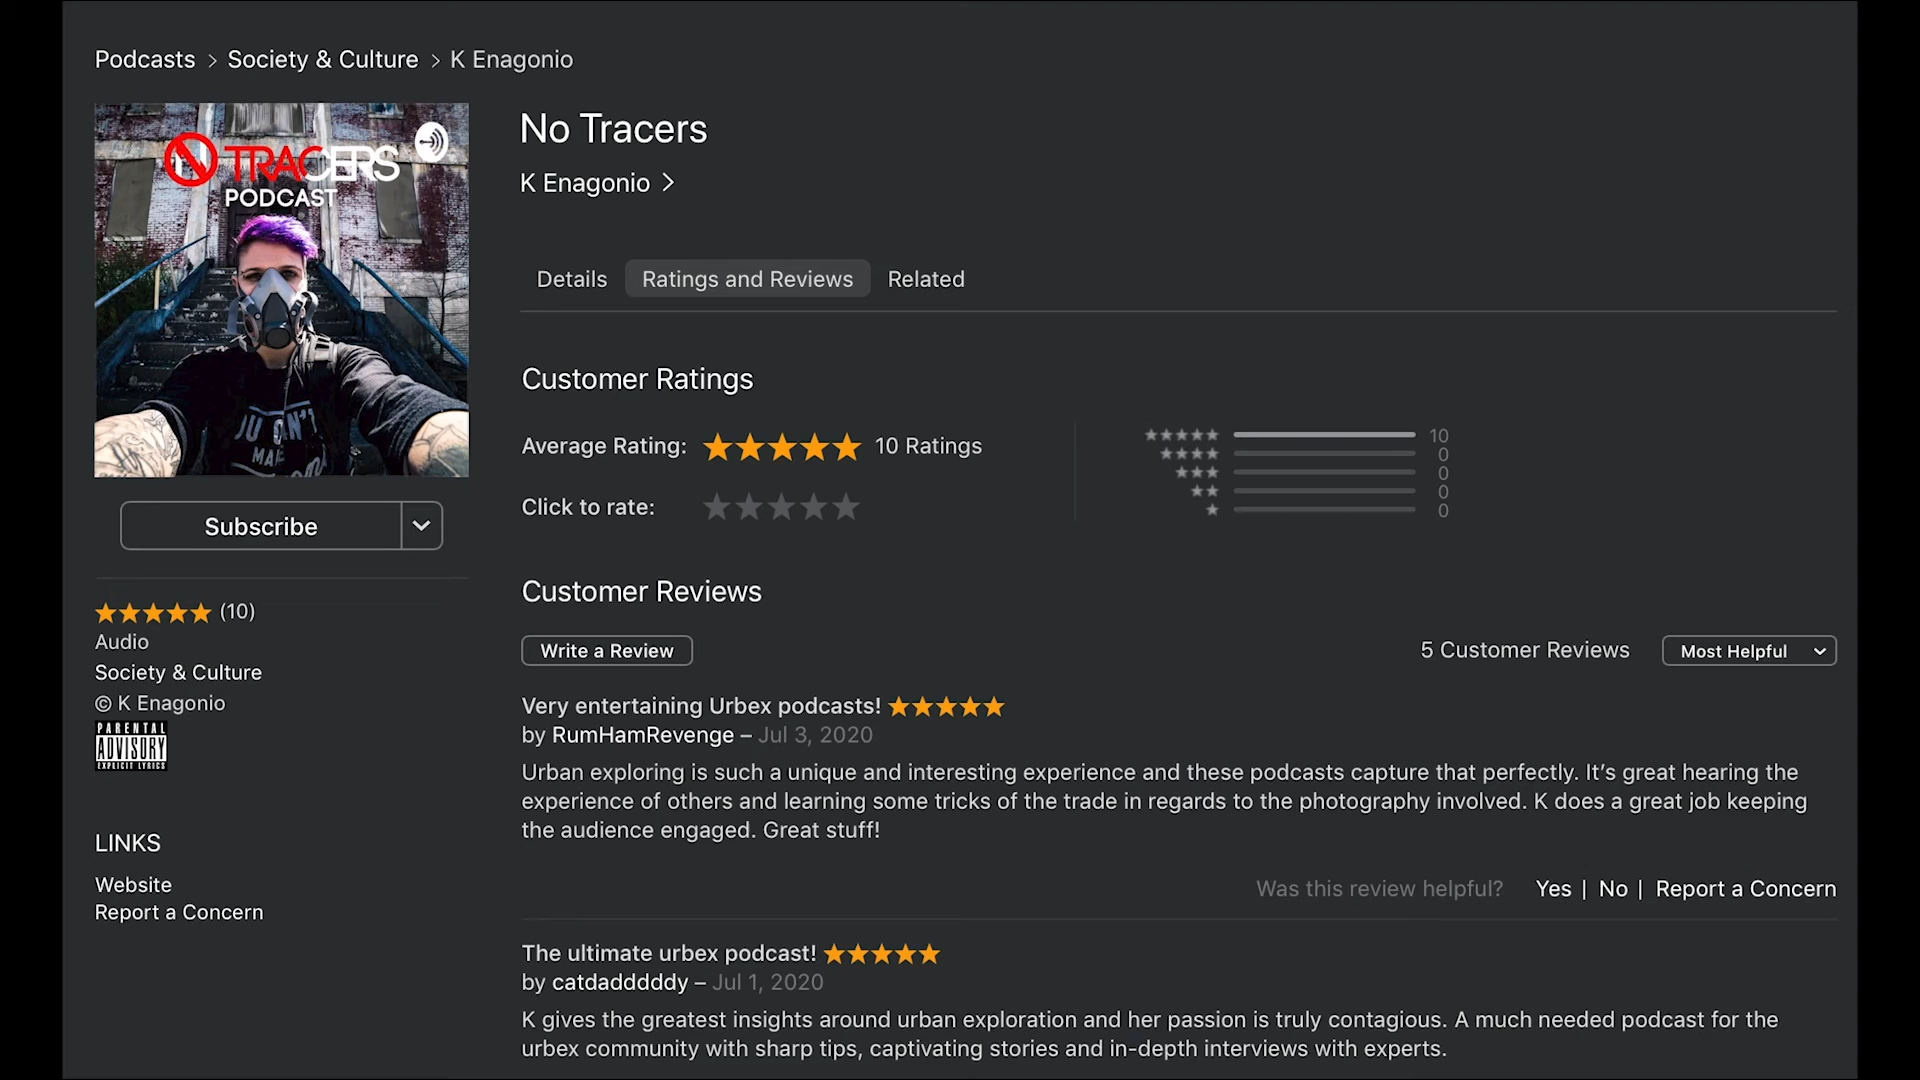 Podcasts > Society & Culture > K Enagonio
NO TRACERS
PODCAST
No Tracers
K Enagonio >
Details Ratings and Reviews Related
Customer Ratings
Average Rating: 10 Ratings
10
0
0
0
0
Click to rate:
Subscribe
Customer Reviews
(10)
Audio
Society & Culture
© K Enagonio
PARENTAL
ADVISORY
EXPLICIT LYRICS
LINKS
Website
Report a Concern
Write a Review 5 Customer Reviews Most Helpful
Very entertaining Urbex podcasts!
by RumHamRevenge – Jul 3, 2020
Urban exploring is such a unique and interesting experience and these podcasts capture that perfectly. It’s great hearing the
experience of others and learning some tricks of the trade in regards to the photography involved. K does a great job keeping
the audience engaged. Great stuff!
Was this review helpful? Yes | No | Report a Concern
The ultimate urbex podcast!
by catdadddddy – Jul 1, 2020
K gives the greatest insights around urban exploration and her passion is truly contagious. A much needed podcast for the
urbex community with sharp tips, captivating stories and in-depth interviews with experts.